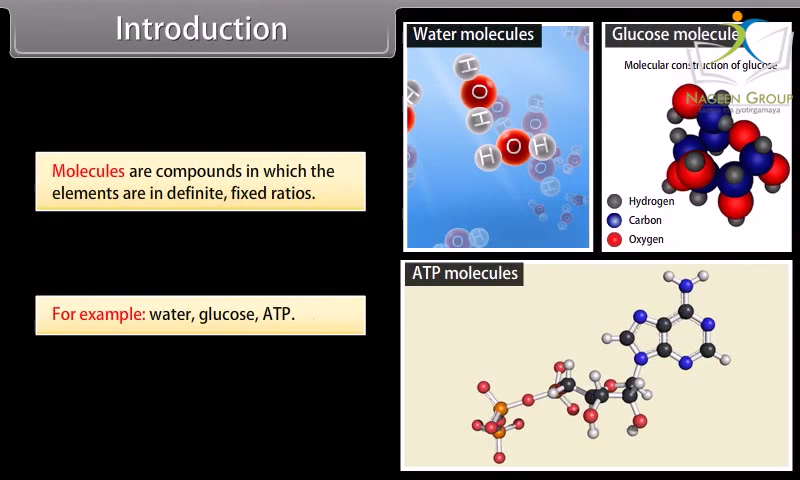 Introduction
Molecules are compounds in which the
elements are in definite, fixed ratios.
For example: water, glucose, ATP.
Water molecules
H
O
H
H
O
H
Glucose molecule
Molecular construction of glucose
NAGEEN GROUP
jyotirgamaya
Hydrogen
Carbon
Oxygen
ATP molecules